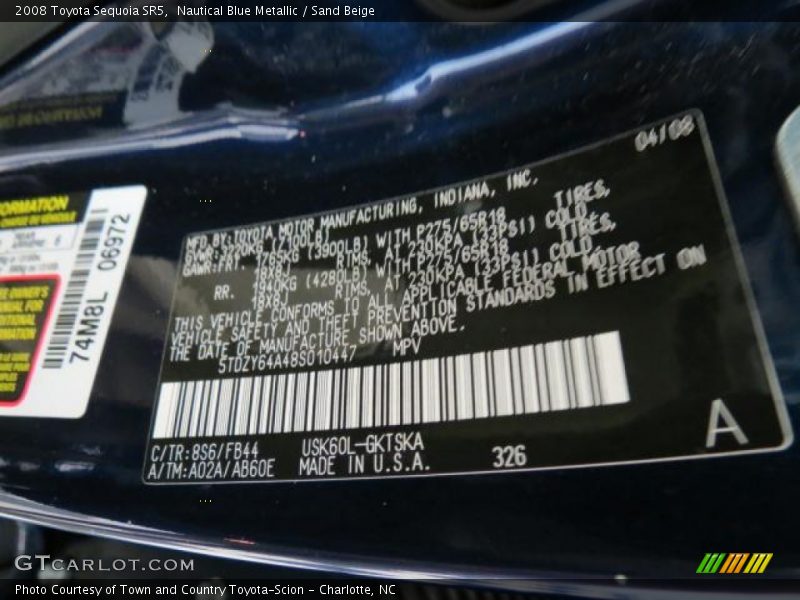 2008 Toyota Sequoia SR5, Nautical Blue Metallic / Sand Beige
04/08
MFD. BY: TOYOTA MOTOR MANUFACTURING, INDIANA, INC.
GVWR: (7100LB)
GAWR: FRT. 1765KG (3900LB) WITH P275/65R18 TIRES,
18X8J RIMS, AT 230KPA (33PSI) COLD
RR. 1940KG (4280LB) WITH P275/65R18 TIRES,
18X8J RIMS, AT 230KPA (33PSI) COLD.
THIS VEHICLE CONFORMS TO ALL APPLICABLE FEDERAL MOTOR
VEHICLE SAFETY AND THEFT PREVENTION STANDARDS IN EFFECT ON
THE DATE OF MANUFACTURE SHOWN ABOVE.
5TDZY64A48S010447 MPV
C/TR: 8S6/FB44 USK60L-GKTSKA
A/TM: A02A/AB60E MADE IN U.S.A. 326
A
74M8L 06972
GTCARLOT.COM
Photo Courtesy of Town and Country Toyota-Scion - Charlotte, NC